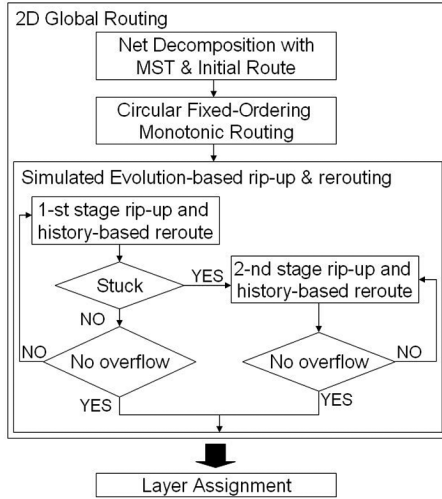 2D Global Routing
Net Decomposition with
MST & Initial Route
Circular Fixed-Ordering
Monotonic Routing
Simulated Evolution-based rip-up & rerouting
1-st stage rip-up and
history-based reroute
Stuck
YES
2-nd stage rip-up and
history-based reroute
NO
NO
No overflow
YES
No overflow
NO
YES
Layer Assignment